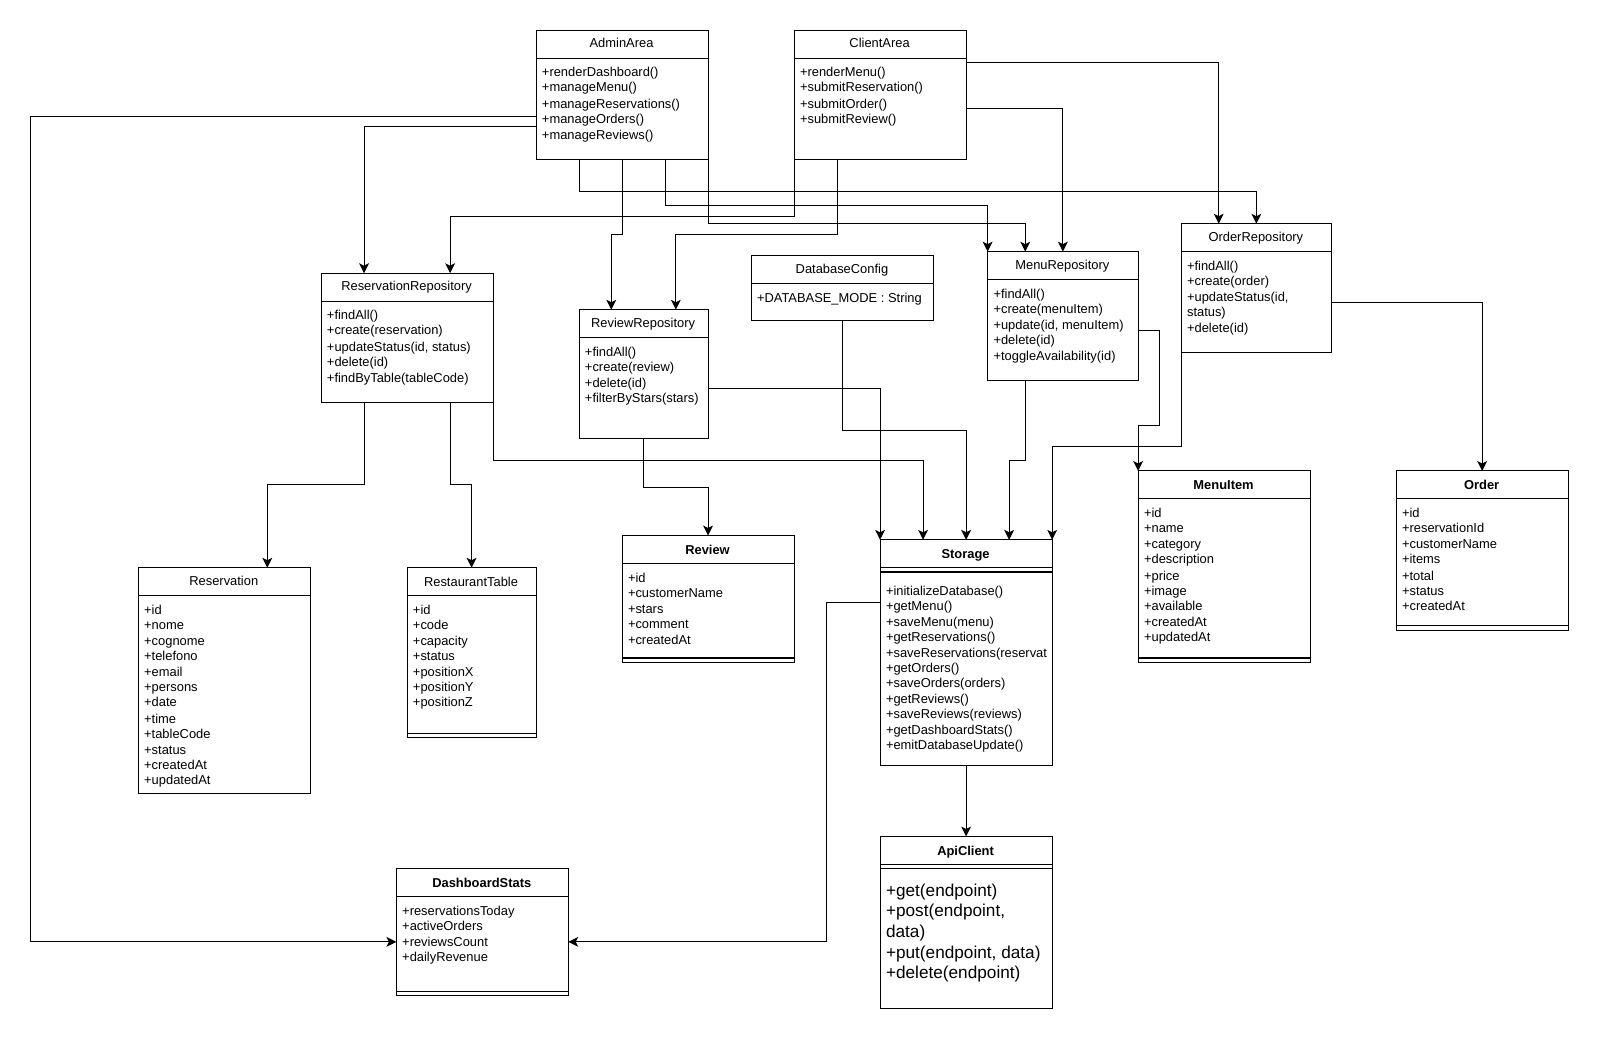 AdminArea
+renderDashboard()
+manageMenu()
+manageReservations()
+manageOrders()
+manageReviews()
ClientArea
+renderMenu()
+submitReservation()
+submitOrder()
+submitReview()
ReservationRepository
+findAll()
+create(reservation)
+updateStatus(id, status)
+delete(id)
+findByTable(tableCode)
ReviewRepository
+findAll()
+create(review)
+delete(id)
+filterByStars(stars)
DatabaseConfig
+DATABASE_MODE : String
MenuRepository
+findAll()
+create(menuItem)
+update(id, menuItem)
+delete(id)
+toggleAvailability(id)
OrderRepository
+findAll()
+create(order)
+updateStatus(id,
status)
+delete(id)
Reservation
+id
+nome
+cognome
+telefono
+email
+persons
+date
+time
+tableCode
+status
+createdAt
+updatedAt
RestaurantTable
+id
+code
+capacity
+status
+positionX
+positionY
+positionZ
Review
+id
+customerName
+stars
+comment
+createdAt
Storage
+initializeDatabase()
+getMenu()
+saveMenu(menu)
+getReservations()
+saveReservations(reservat
+getOrders()
+saveOrders(orders)
+getReviews()
+saveReviews(reviews)
+getDashboardStats()
+emitDatabaseUpdate()
MenuItem
+id
+name
+category
+description
+price
+image
+available
+createdAt
+updatedAt
Order
+id
+reservationId
+customerName
+items
+total
+status
+createdAt
DashboardStats
+reservationsToday
+activeOrders
+reviewsCount
+dailyRevenue
ApiClient
+get(endpoint)
+post(endpoint,
data)
+put(endpoint, data)
+delete(endpoint)